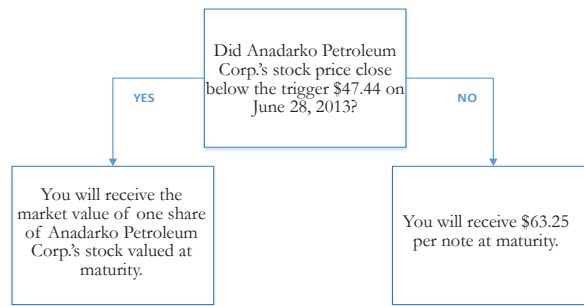 Did Anadarko Petroleum
Corp.'s stock price close
below the trigger $47.44 on
June 28, 2013?
YES
NO
You will receive the
market value of one share
of Anadarko Petroleum
Corp.'s stock valued at
maturity.
You will receive $63.25
per note at maturity.